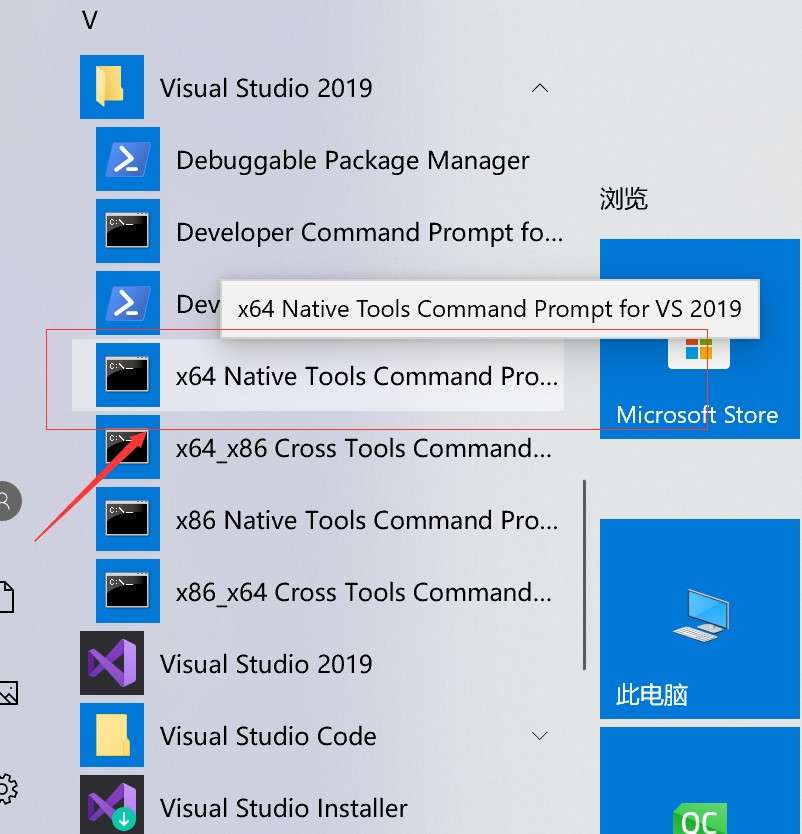 V
Visual Studio 2019
Debuggable Package Manager
Developer Command Prompt fo...
Dev
x64 Native Tools Command Prompt for VS 2019
x64 Native Tools Command Pro...
x64_x86 Cross Tools Command...
x86 Native Tools Command Pro...
x86_x64 Cross Tools Command...
Visual Studio 2019
Visual Studio Code
Visual Studio Installer
浏览
Microsoft Store
此电脑
QC